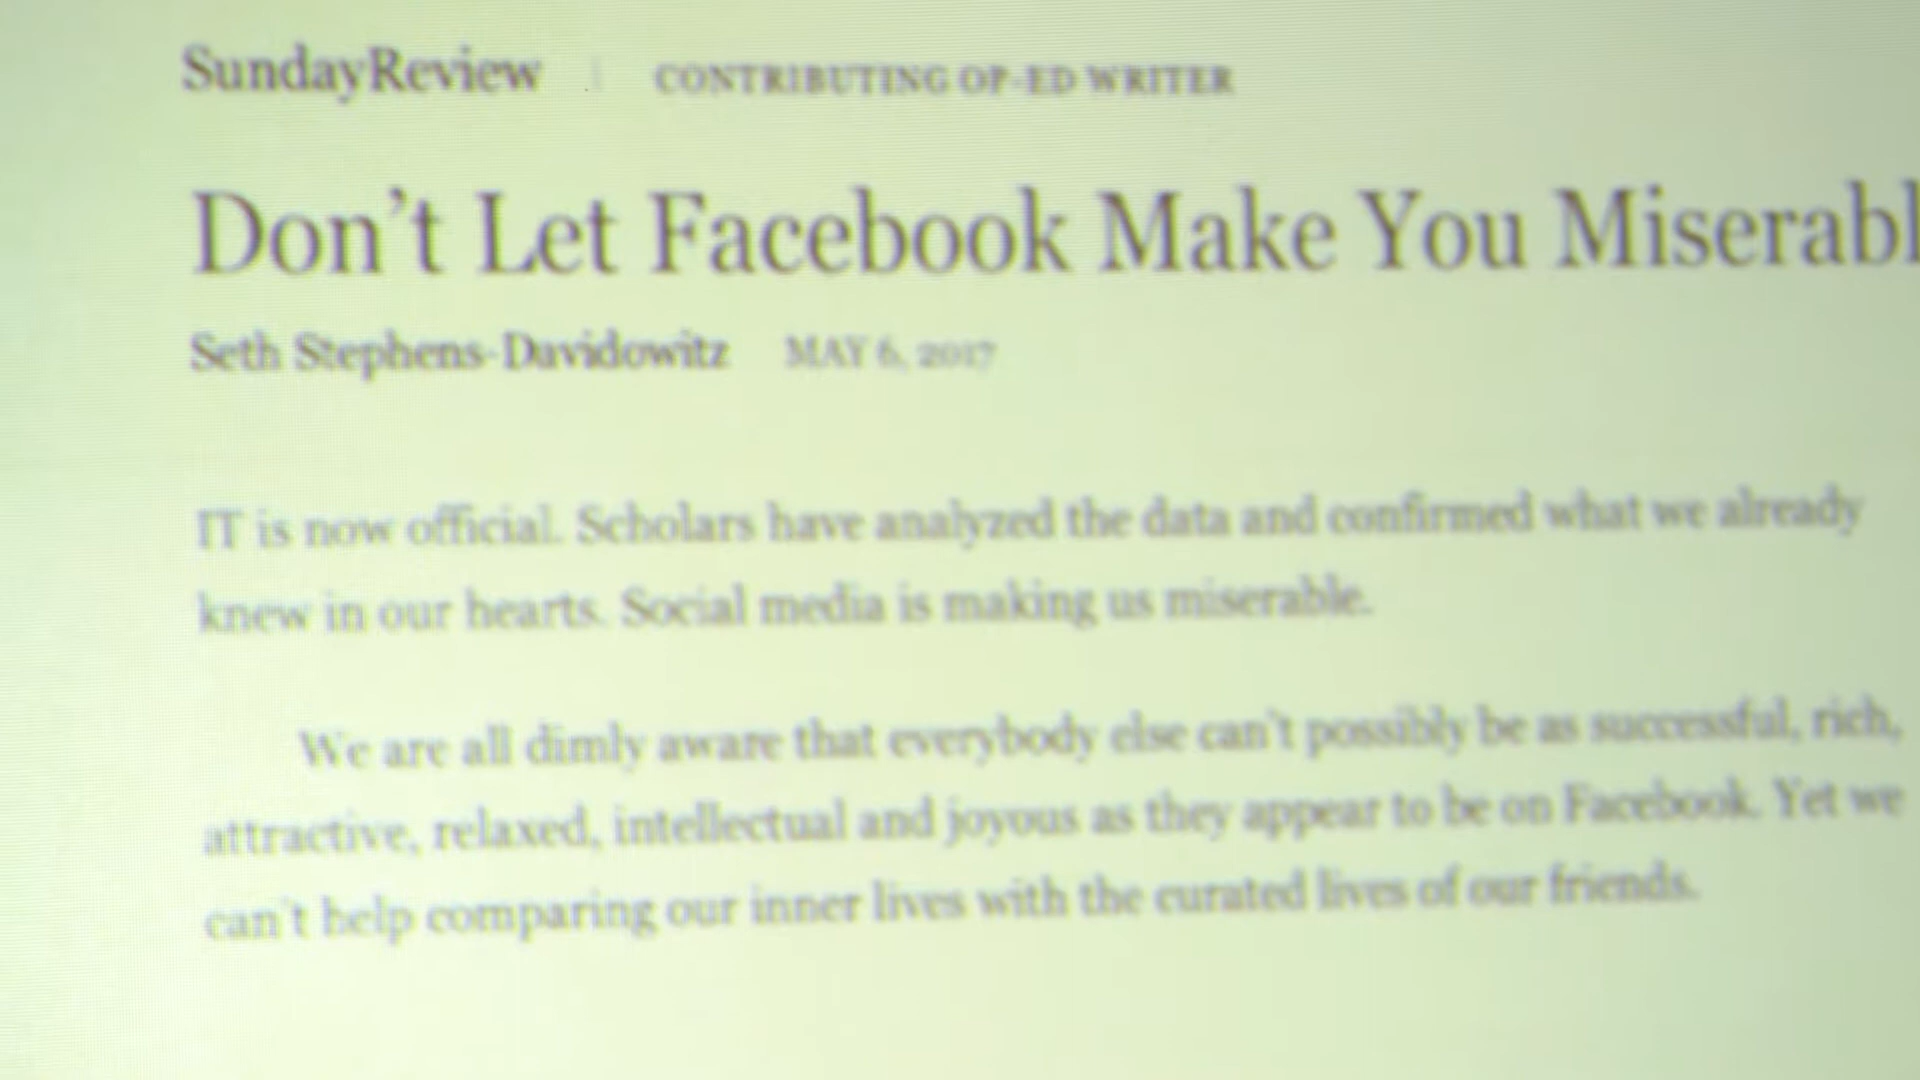 SundayReview | CONTRIBUTING OP-ED WRITER
Don't Let Facebook Make You Miserabl
Seth Stephens-Davidowitz MAY 6, 2017
IT is now official. Scholars have analyzed the data and confirmed what we already
knew in our hearts. Social media is making us miserable.
We are all dimly aware that everybody else can't possibly be as successful, rich,
attractive, relaxed, intellectual and joyous as they appear to be on Facebook. Yet we
can't help comparing our inner lives with the curated lives of our friends.